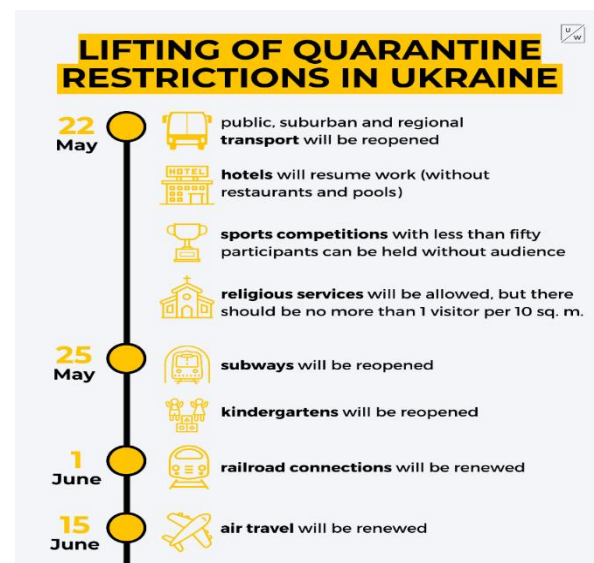 U/W
LIFTING OF QUARANTINE
RESTRICTIONS IN UKRAINE
22
May
public, suburban and regional
transport will be reopened
HOTEL
hotels will resume work (without
restaurants and pools)
sports competitions with less than fifty
participants can be held without audience
religious services will be allowed, but there
should be no more than 1 visitor per 10 sq. m.
25
May
subways will be reopened
kindergartens will be reopened
1
June
railroad connections will be renewed
15
June
air travel will be renewed